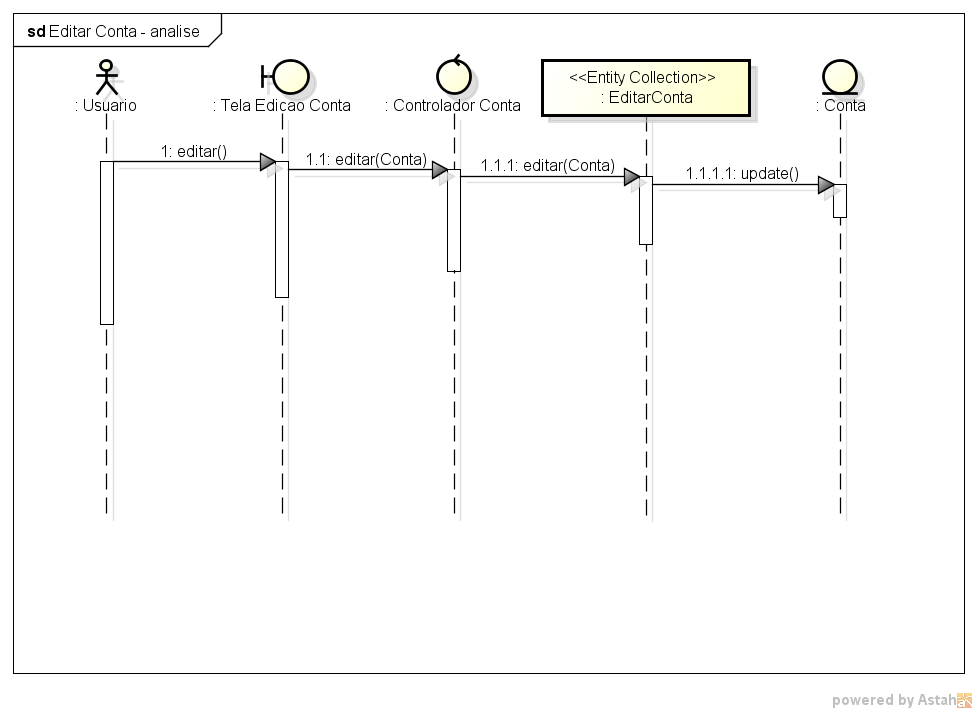 sd Editar Conta - analise
<<Entity Collection>>
: EditarConta
: Usuario
: Tela Edicao Conta
: Controlador Conta
: Conta
1: editar()
1.1: editar(Conta)
1.1.1: editar(Conta)
1.1.1.1: update()
powered by Astah